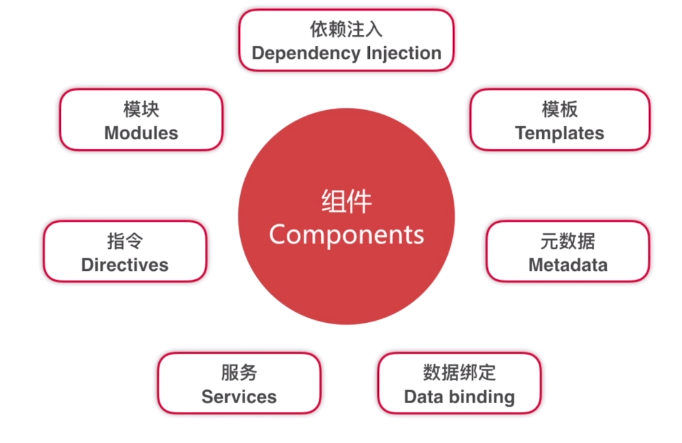 依赖注入
Dependency Injection
模块
Modules
模板
Templates
组件
Components
指令
Directives
元数据
Metadata
服务
Services
数据绑定
Data binding